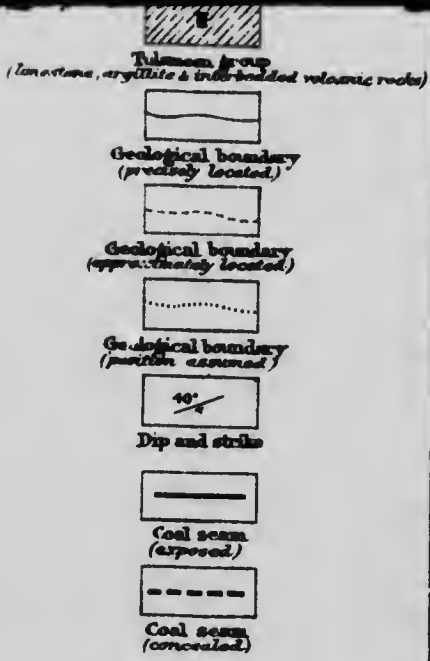 Tulameen group
(limestone, argillite & interbedded volcanic rocks)
Geological boundary
(precisely located.)
Geological boundary
(approximately located.)
Geological boundary
(position assumed.)
40°
Dip and strike
Coal seam
(exposed.)
Coal seam
(concealed.)